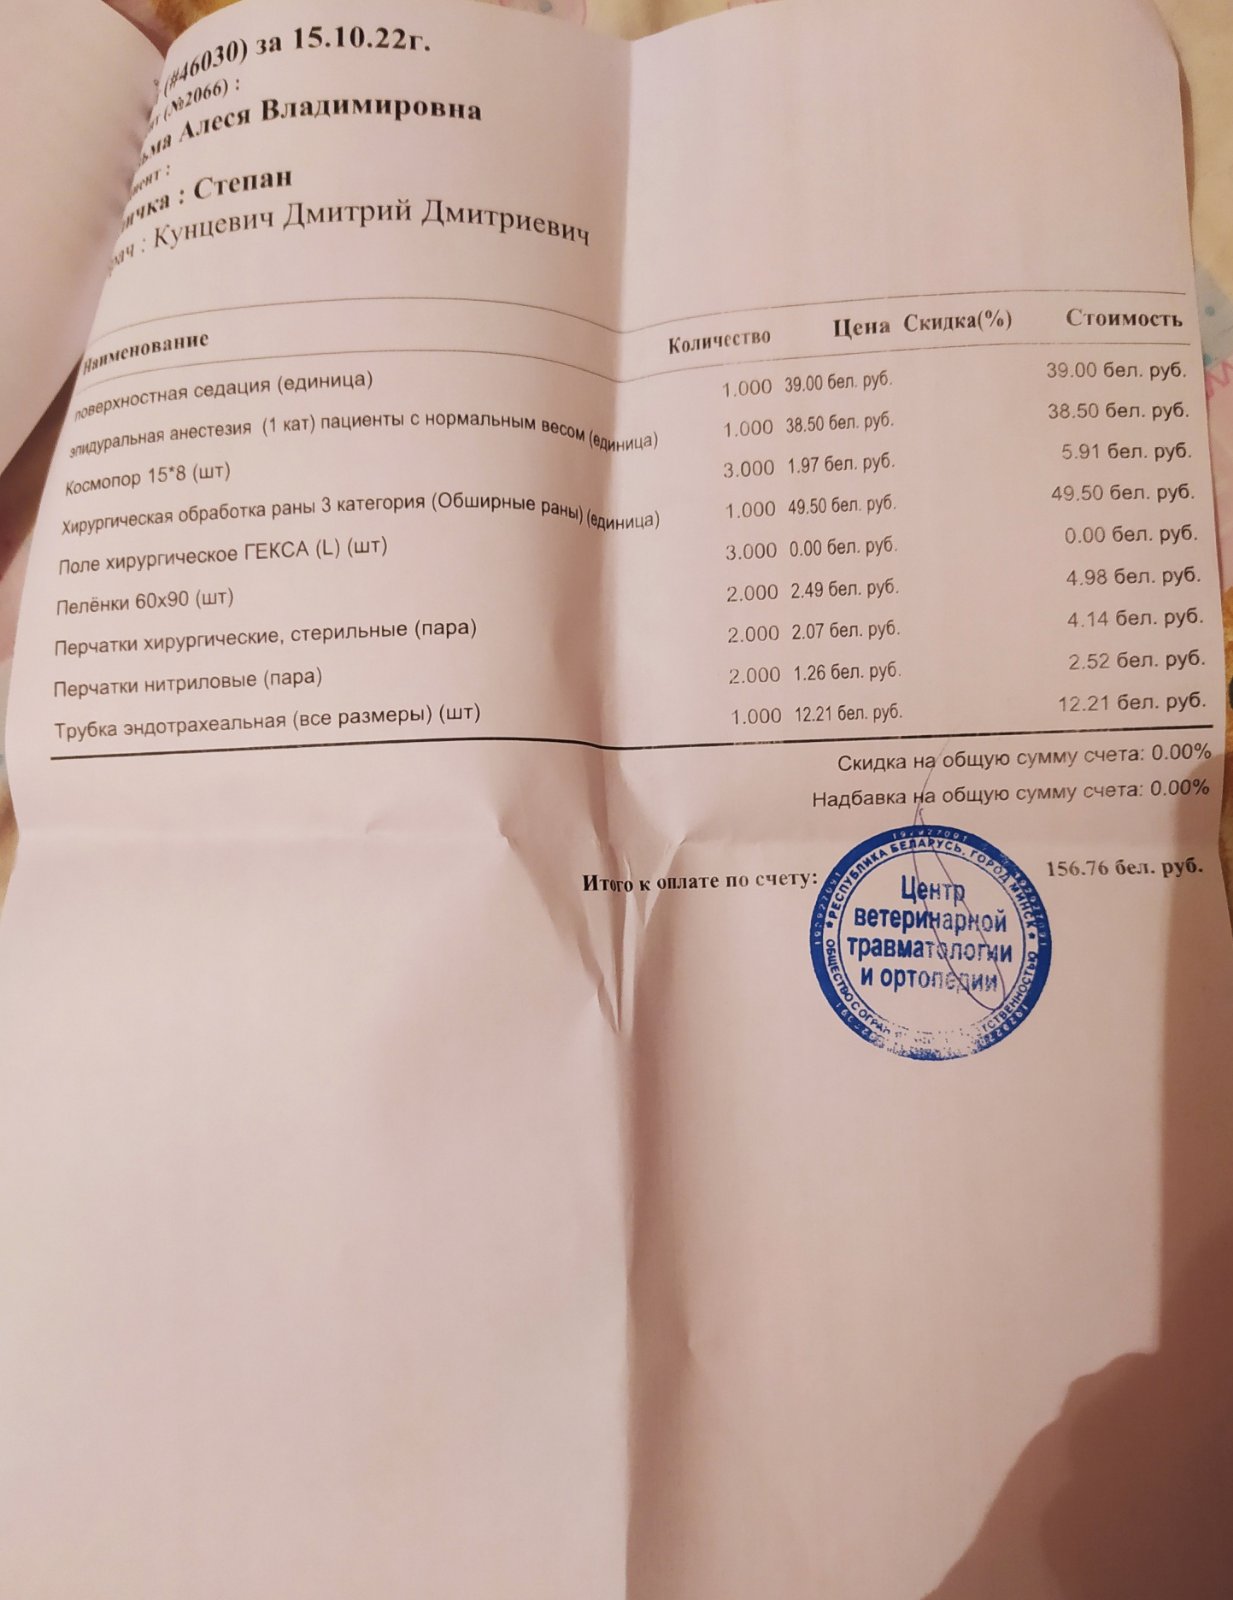 (#46030) за 15.10.22г.
(№2066) :
Алеся Владимировна
: Степан
: Кунцевич Дмитрий Дмитриевич
Наименование Количество Цена Скидка(%) Стоимость
поверхностная седация (единица) 1.000 39.00 бел. руб. 39.00 бел. руб.
эпидуральная анестезия (1 кат) пациенты с нормальным весом (единица) 1.000 38.50 бел. руб. 38.50 бел. руб.
Космопор 15*8 (шт) 3.000 1.97 бел. руб. 5.91 бел. руб.
Хирургическая обработка раны 3 категория (Обширные раны) (единица) 1.000 49.50 бел. руб. 49.50 бел. руб.
Поле хирургическое ГЕКСА (L) (шт) 3.000 0.00 бел. руб. 0.00 бел. руб.
Пелёнки 60x90 (шт) 2.000 2.49 бел. руб. 4.98 бел. руб.
Перчатки хирургические, стерильные (пара) 2.000 2.07 бел. руб. 4.14 бел. руб.
Перчатки нитриловые (пара) 2.000 1.26 бел. руб. 2.52 бел. руб.
Трубка эндотрахеальная (все размеры) (шт) 1.000 12.21 бел. руб. 12.21 бел. руб.
Скидка на общую сумму счета: 0.00%
Надбавка на общую сумму счета: 0.00%
Итого к оплате по счету: 156.76 бел. руб.
РЕСПУБЛИКА БЕЛАРУСЬ, ГОРОД МИНСК
192927091
Центр
ветеринарной
травматологии
и ортопедии
ОБЩЕСТВО С